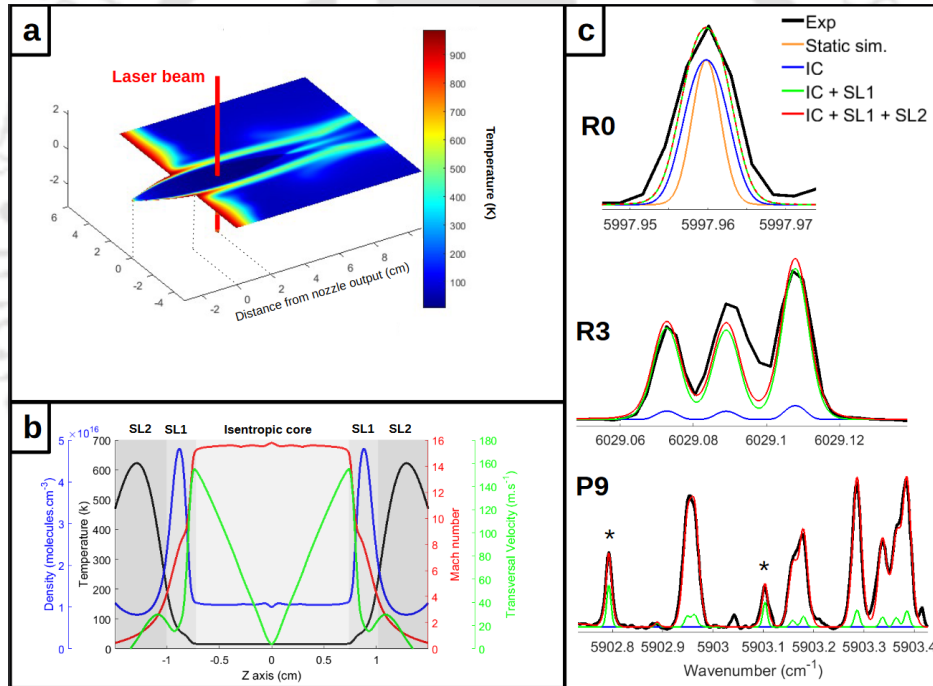 a
Laser beam
2
0
-2
6
4
2
0
-2
-4
-2
0
2
4
6
8
Distance from nozzle output (cm)
900
800
700
600
500
400
300
200
100
Temperature (K)
b
SL2 SL1 Isentropic core SL1 SL2
5 × 10^16
4
3
2
1
0
Density (molecules.cm-3)
700
600
500
400
300
200
100
0
Temperature (k)
16
14
12
10
8
6
4
2
0
Mach number
180
160
140
120
100
80
60
40
20
0
Transversal Velocity (m.s-1)
-1 -0.5 0 0.5 1
Z axis (cm)
c
Exp
Static sim.
IC
IC + SL1
IC + SL1 + SL2
R0
5997.95 5997.96 5997.97
R3
6029.06 6029.08 6029.1 6029.12
P9
* *
5902.8 5902.9 5903 5903.1 5903.2 5903.3 5903.4
Wavenumber (cm-1)